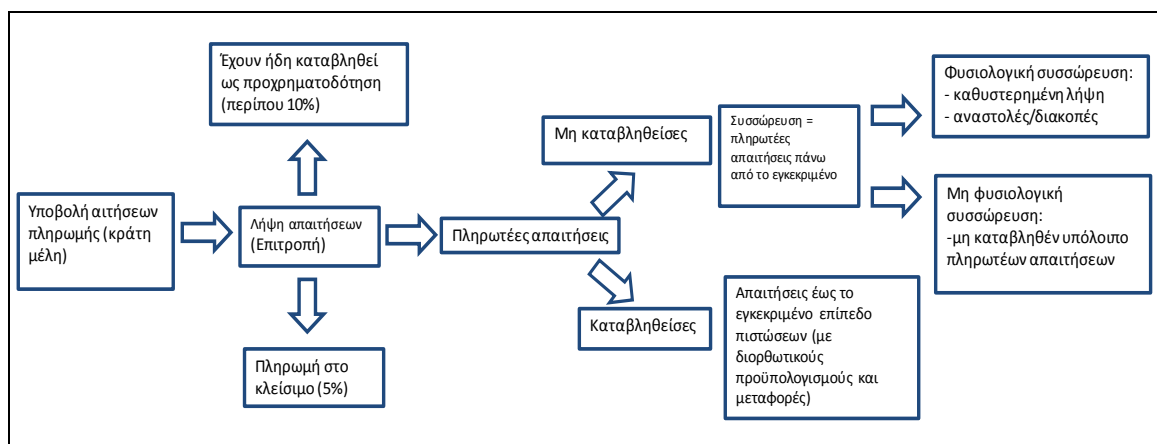 Υποβολή αιτήσεων
πληρωμής (κράτη
μέλη)
Έχουν ήδη καταβληθεί
ως προχρηματοδότηση
(περίπου 10%)
Λήψη απαιτήσεων
(Επιτροπή)
Πληρωμή στο
κλείσιμο (5%)
Πληρωτέες απαιτήσεις
Μη καταβληθείσες
Συσσώρευση =
πληρωτέες
απαιτήσεις πάνω
από το εγκεκριμένο
Φυσιολογική συσσώρευση:
- καθυστερημένη λήψη
- αναστολές/διακοπές
Μη φυσιολογική
συσσώρευση:
-μη καταβληθέν υπόλοιπο
πληρωτέων απαιτήσεων
Καταβληθείσες
Απαιτήσεις έως το
εγκεκριμένο επίπεδο
πιστώσεων (με
διορθωτικούς
προϋπολογισμούς και
μεταφορές)